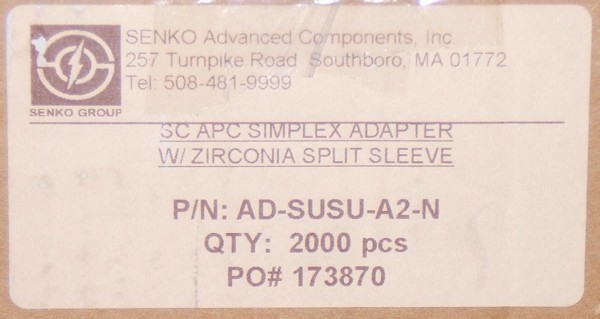 SENKO Advanced Components, Inc.
257 Turnpike Road Southboro, MA 01772
Tel: 508-481-9999
SENKO GROUP
SC APC SIMPLEX ADAPTER
W/ ZIRCONIA SPLIT SLEEVE
P/N: AD-SUSU-A2-N
QTY: 2000 pcs
PO# 173870